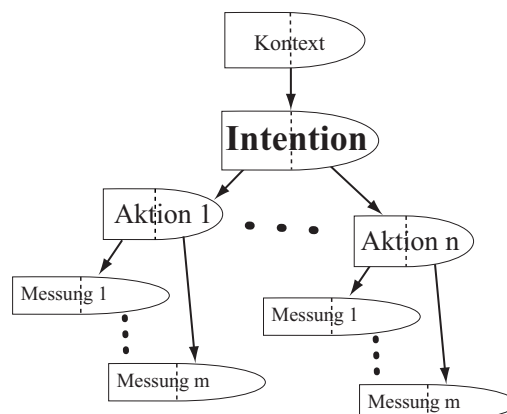 Kontext
Intention
Aktion 1
Aktion n
Messung 1
Messung 1
Messung m
Messung m